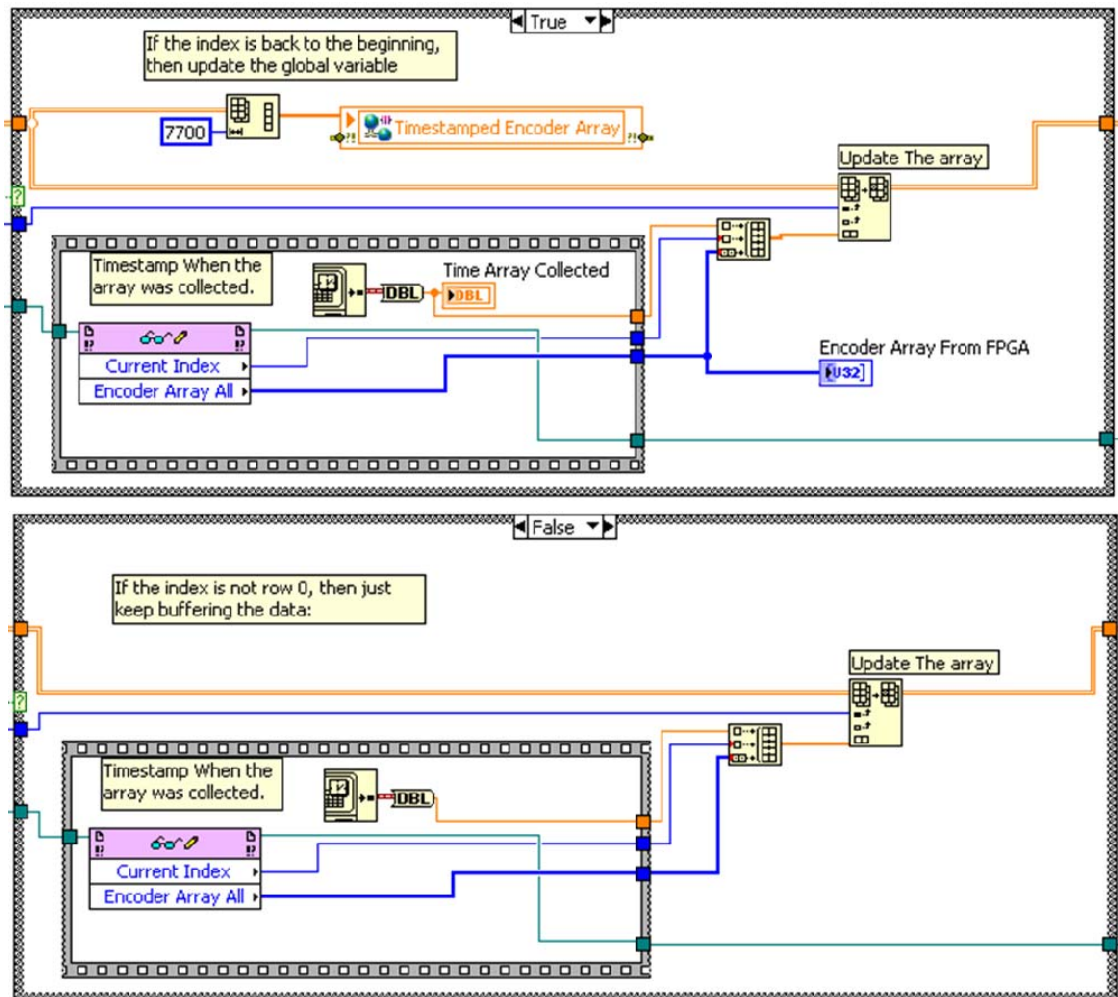 True
If the index is back to the beginning,
then update the global variable
7700
Timestamped Encoder Array
Update The array
Timestamp When the
array was collected.
DBL
Time Array Collected
DBL
Current Index
Encoder Array All
Encoder Array From FPGA
U32
False
If the index is not row 0, then just
keep buffering the data:
Update The array
Timestamp When the
array was collected.
DBL
Current Index
Encoder Array All